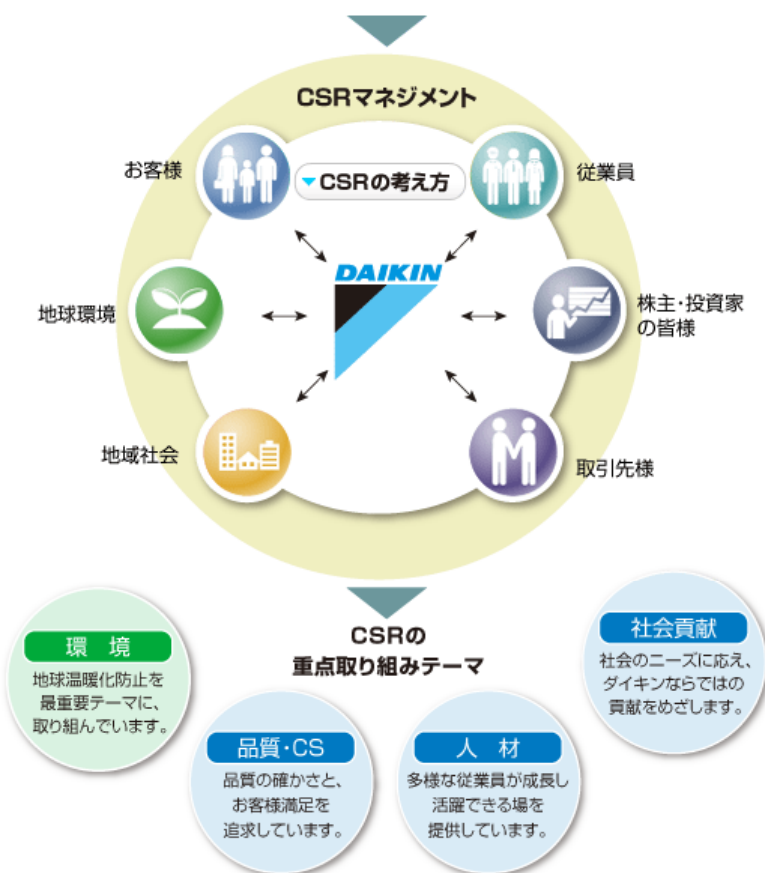 CSRマネジメント
お客様
▼CSRの考え方
従業員
DAIKIN
地球環境
株主・投資家
の皆様
地域社会
取引先様
CSRの
重点取り組みテーマ
環 境
地球温暖化防止を
最重要テーマに、
取り組んでいます。
品質・CS
品質の確かさと、
お客様満足を
追求しています。
人 材
多様な従業員が成長し
活躍できる場を
提供しています。
社会貢献
社会のニーズに応え、
ダイキンならではの
貢献をめざします。